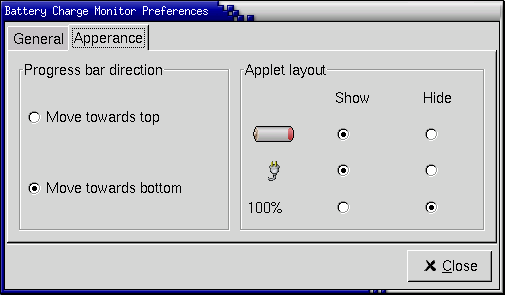 Battery Charge Monitor Preferences
General Apperance
Progress bar direction
Move towards top
Move towards bottom
Applet layout
Show Hide
100%
Close